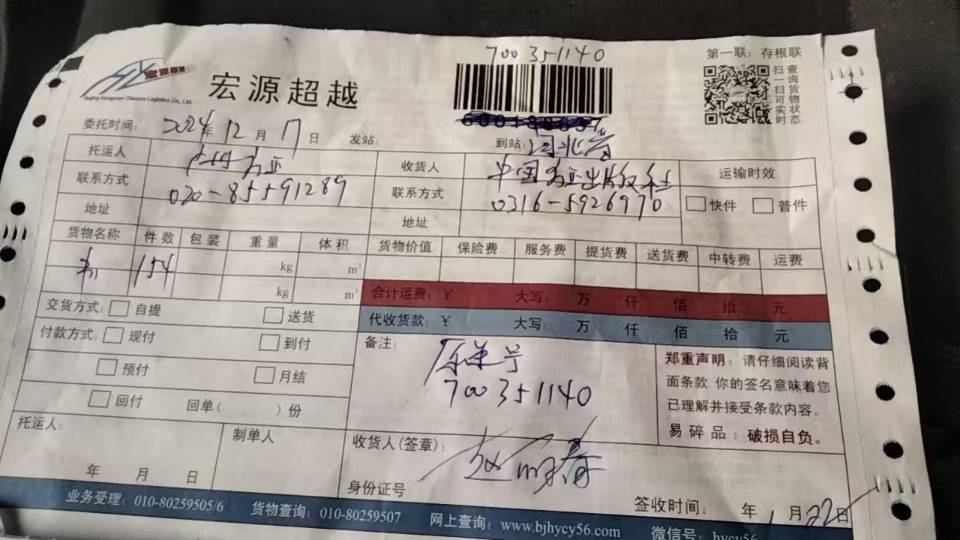 700351140
第一联：存根联
宏源超越
扫一扫可查询货物实时状态
委托时间：2024年12月17日 发站： 到站：河北省
托运人
联系方式 020-85591289
地址
收货人 中国 出版社
联系方式 0316-5926970
地址
运输时效
快件 普件
货物名称 件数 包装 重量 体积 货物价值 保险费 服务费 提货费 送货费 中转费 运费
书 154 kg m³
kg m³
合计运费：¥ 大写： 万 仟 佰 拾 元
代收货款：¥ 大写： 万 仟 佰 拾 元
交货方式： 自提 送货
付款方式： 现付 到付
预付 月结
回付 回单( )份
备注：
原单号
700351140
郑重声明：请仔细阅读背
面条款，你的签名意味着您
已理解并接受条款内容。
易碎品：破损自负。
托运人：
年 月 日
制单人
收货人(签章)：
身份证号
签收时间： 年 1月22日
业务受理：010-80259505/6 货物查询：010-80259507 网上查询：www.bjhycy56.com 微信号：hycy56